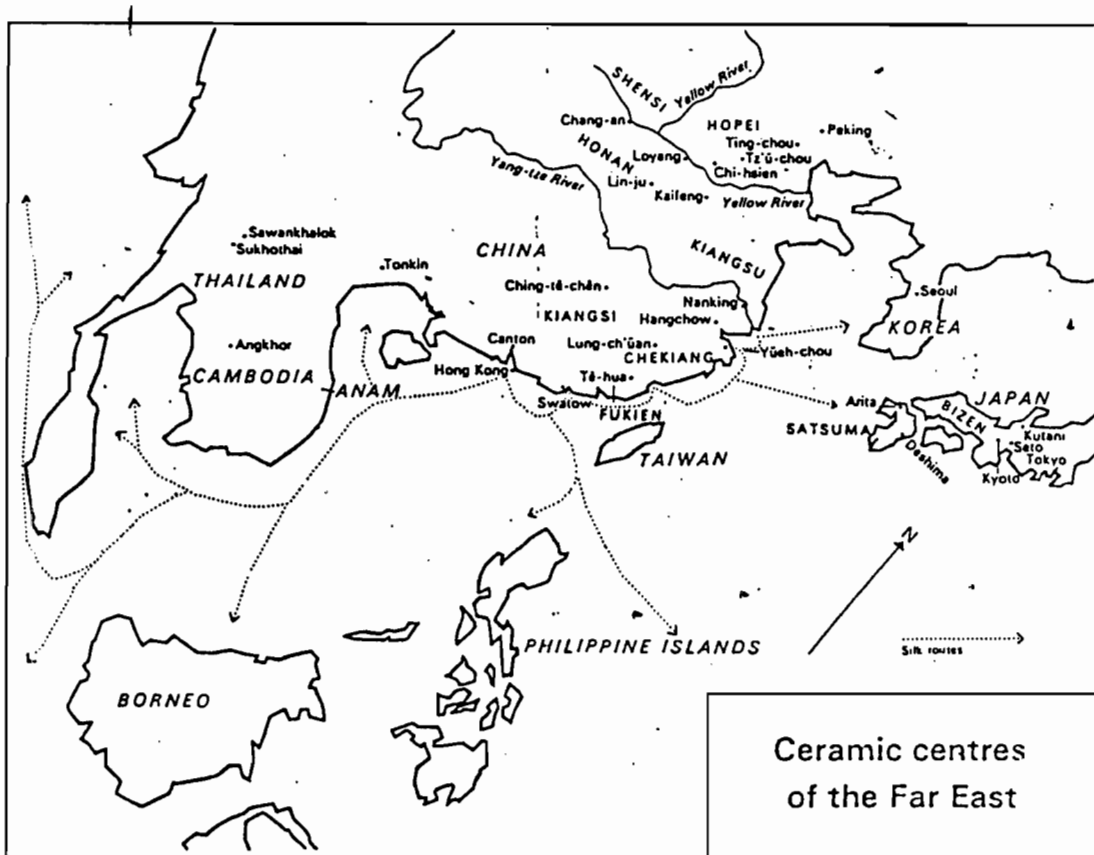 SHENSI
Yellow River
Chang-an
HOPEI
Peking
Ting-chou
HONAN
Loyang
Tz'ŭ-chou
Chi-hsien
Yang-tze River
Lin-ju
Kaifeng
Yellow River
Sawankhalok
Sukhothai
CHINA
KIANGSU
Tonkin
THAILAND
Ching-tê-chên
Nanking
Seoul
KIANGSI
Hangchow
KOREA
Angkhor
Canton
Lung-ch'üan
CHEKIANG
Yüeh-chou
CAMBODIA
Hong Kong
ANAM
Tê-hua
Swatow
FUKIEN
Arita
JAPAN
BIZEN
SATSUMA
Kutani
Seto
TAIWAN
Deshima
Tokyo
Kyoto
N
PHILIPPINE ISLANDS
Silk routes
BORNEO
Ceramic centres
of the Far East